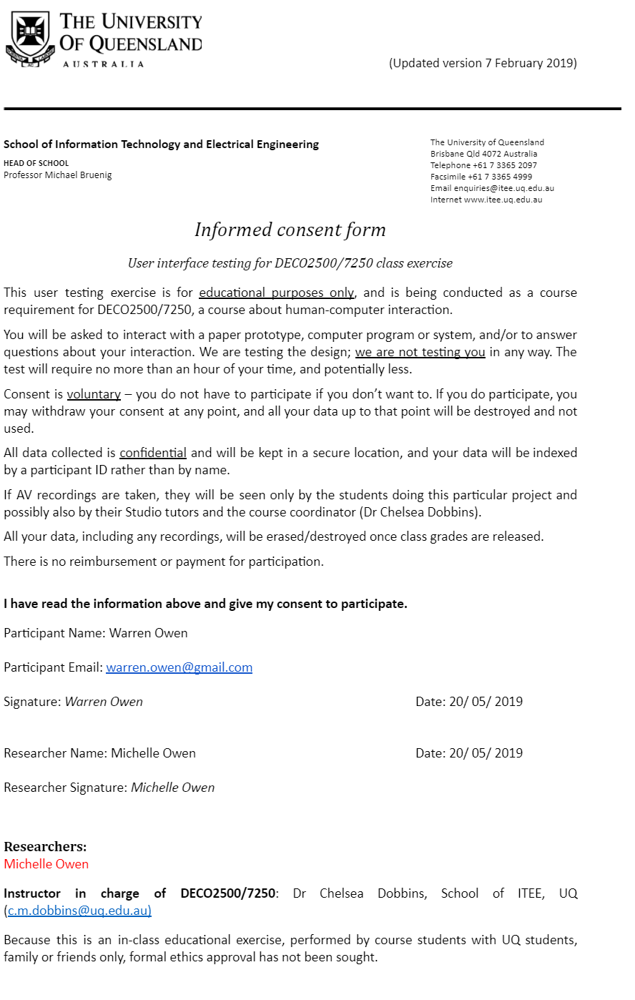 THE UNIVERSITY
OF QUEENSLAND
AUSTRALIA
(Updated version 7 February 2019)
School of Information Technology and Electrical Engineering
HEAD OF SCHOOL
Professor Michael Bruenig
The University of Queensland
Brisbane Qld 4072 Australia
Telephone +61 7 3365 2097
Facsimile +61 7 3365 4999
Email enquiries@itee.uq.edu.au
Internet www.itee.uq.edu.au
Informed consent form
User interface testing for DECO2500/7250 class exercise
This user testing exercise is for educational purposes only, and is being conducted as a course
requirement for DECO2500/7250, a course about human-computer interaction.
You will be asked to interact with a paper prototype, computer program or system, and/or to answer
questions about your interaction. We are testing the design; we are not testing you in any way. The
test will require no more than an hour of your time, and potentially less.
Consent is voluntary – you do not have to participate if you don’t want to. If you do participate, you
may withdraw your consent at any point, and all your data up to that point will be destroyed and not
used.
All data collected is confidential and will be kept in a secure location, and your data will be indexed
by a participant ID rather than by name.
If AV recordings are taken, they will be seen only by the students doing this particular project and
possibly also by their Studio tutors and the course coordinator (Dr Chelsea Dobbins).
All your data, including any recordings, will be erased/destroyed once class grades are released.
There is no reimbursement or payment for participation.
I have read the information above and give my consent to participate.
Participant Name: Warren Owen
Participant Email: warren.owen@gmail.com
Signature: Warren Owen Date: 20/ 05/ 2019
Researcher Name: Michelle Owen Date: 20/ 05/ 2019
Researcher Signature: Michelle Owen
Researchers:
Michelle Owen
Instructor in charge of DECO2500/7250: Dr Chelsea Dobbins, School of ITEE, UQ
(c.m.dobbins@uq.edu.au)
Because this is an in-class educational exercise, performed by course students with UQ students,
family or friends only, formal ethics approval has not been sought.